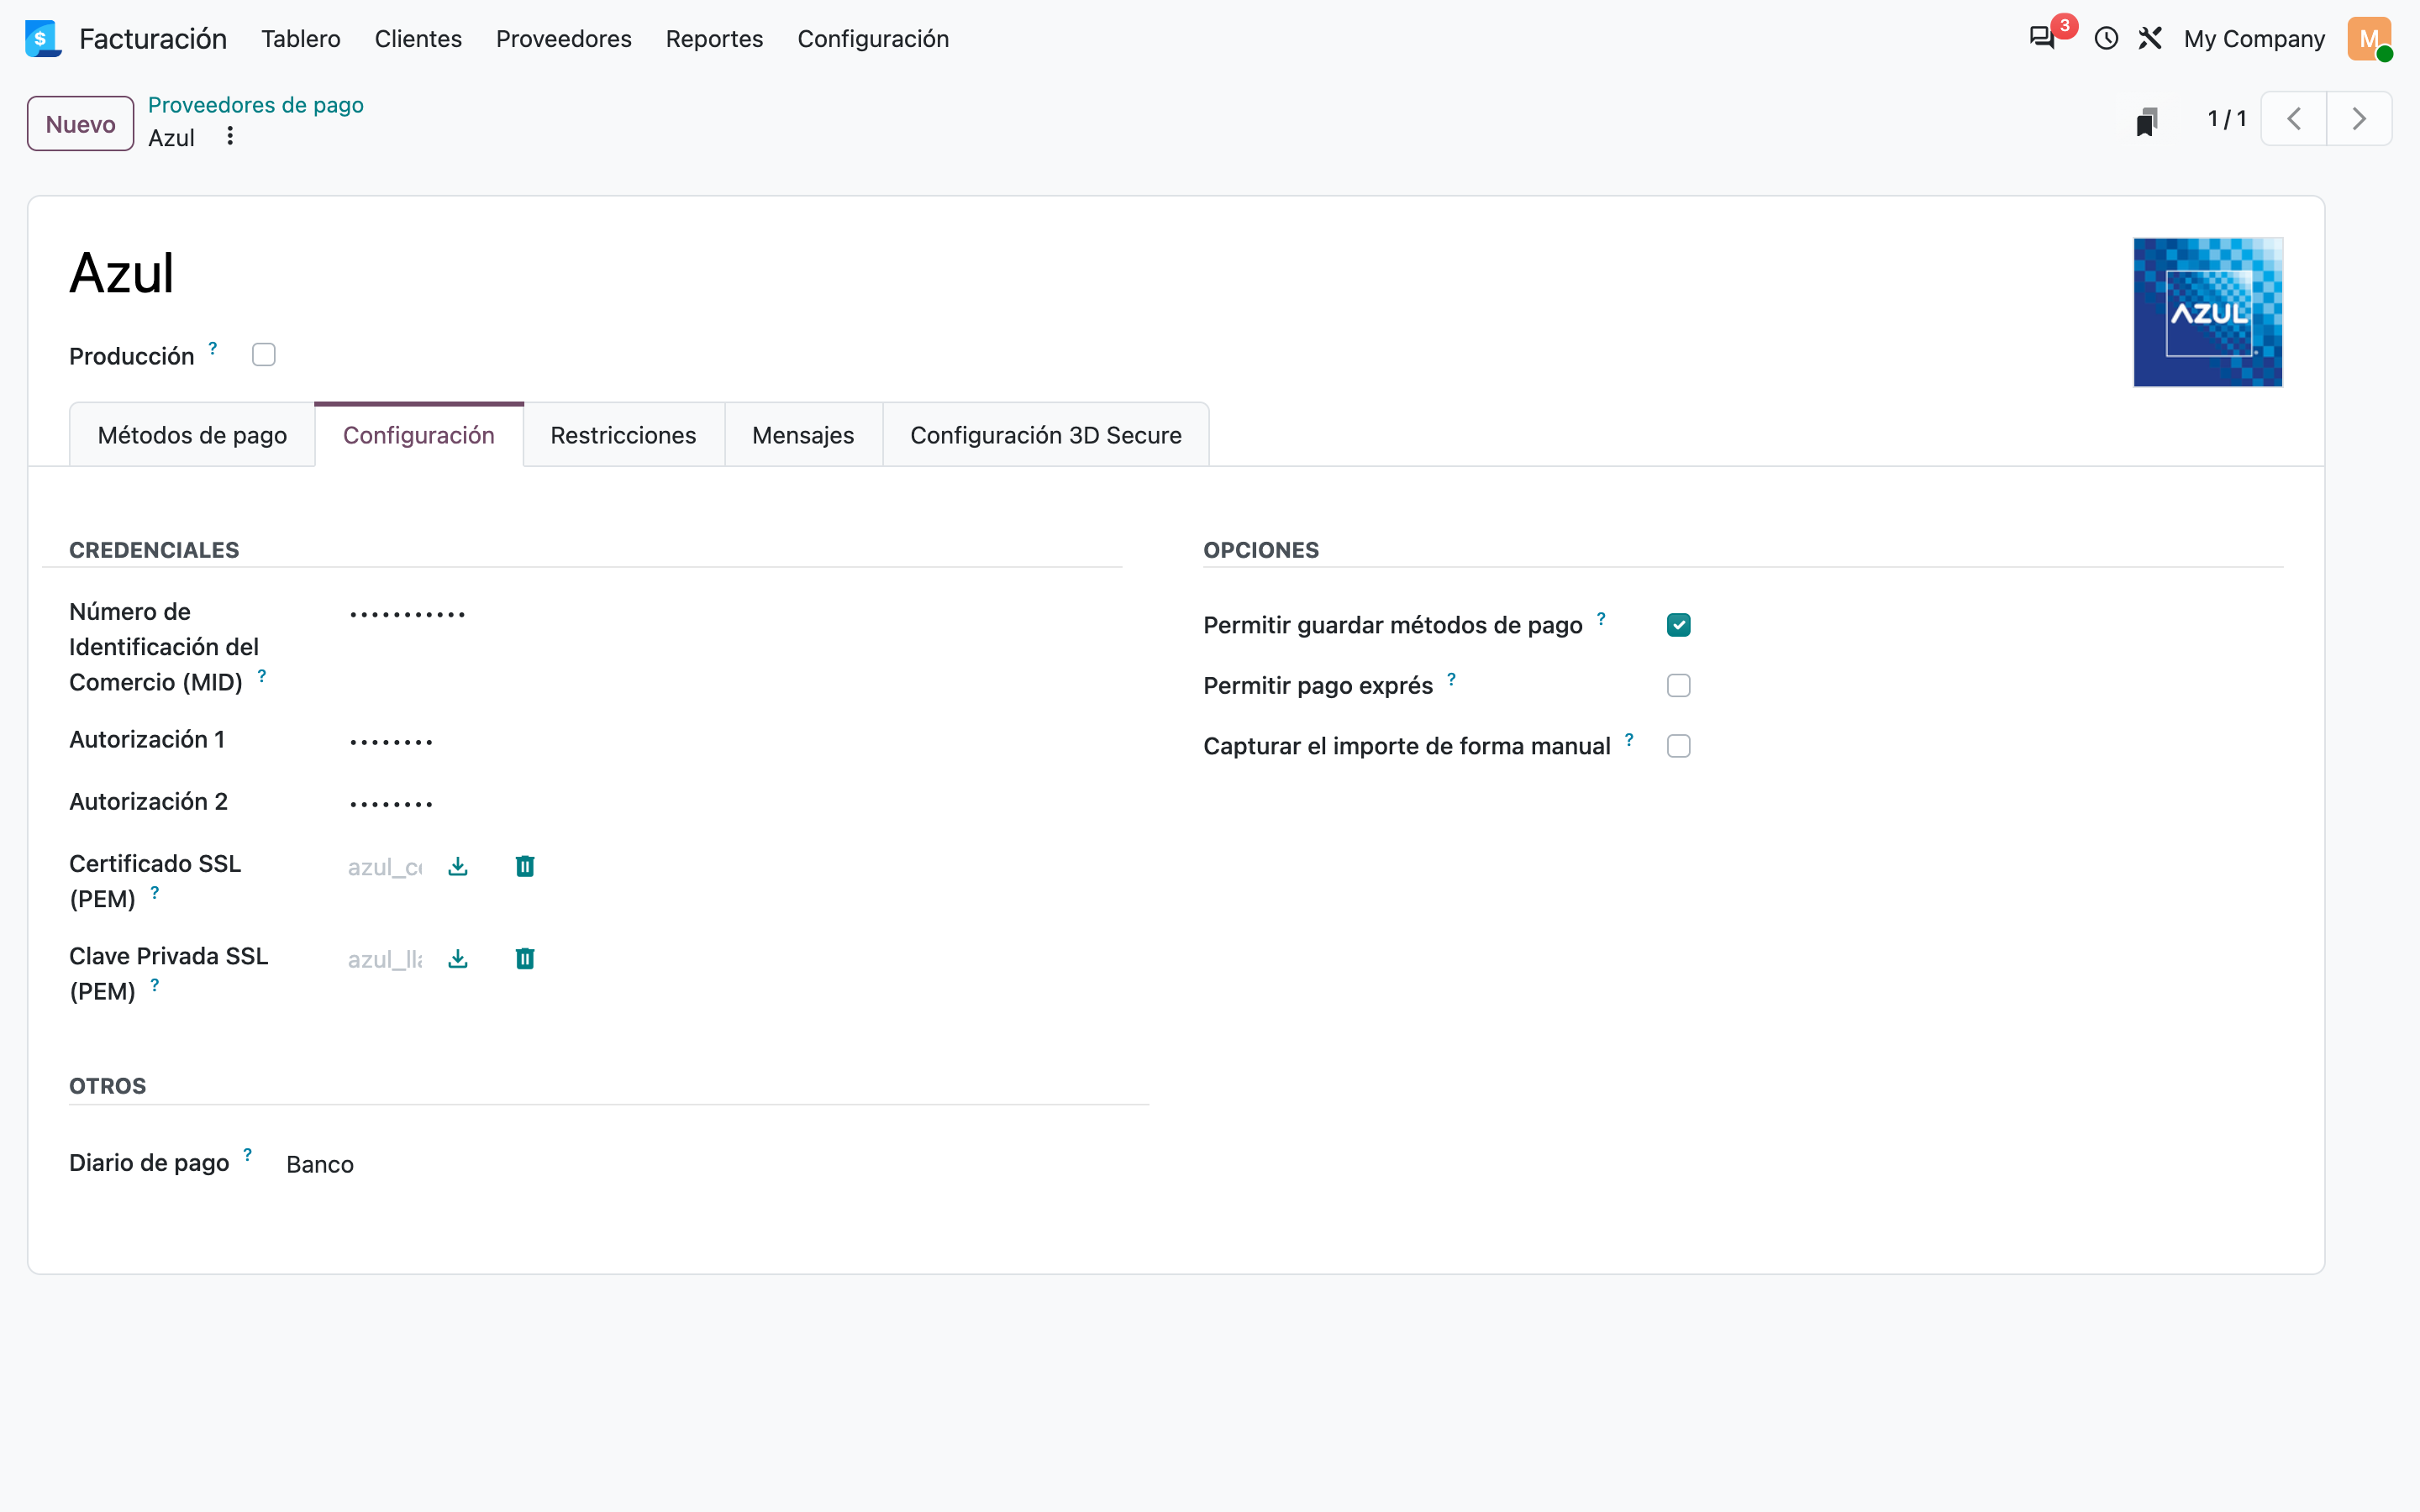 Facturación Tablero Clientes Proveedores Reportes Configuración 3 My Company M
Nuevo
Proveedores de pago
Azul
1 / 1
Azul
AZUL
Producción ?
Métodos de pago Configuración Restricciones Mensajes Configuración 3D Secure
CREDENCIALES
Número de
Identificación del
Comercio (MID) ?
Autorización 1
Autorización 2
Certificado SSL
(PEM) ?
Clave Privada SSL
(PEM) ?
OPCIONES
Permitir guardar métodos de pago ?
Permitir pago exprés ?
Capturar el importe de forma manual ?
OTROS
Diario de pago ? Banco